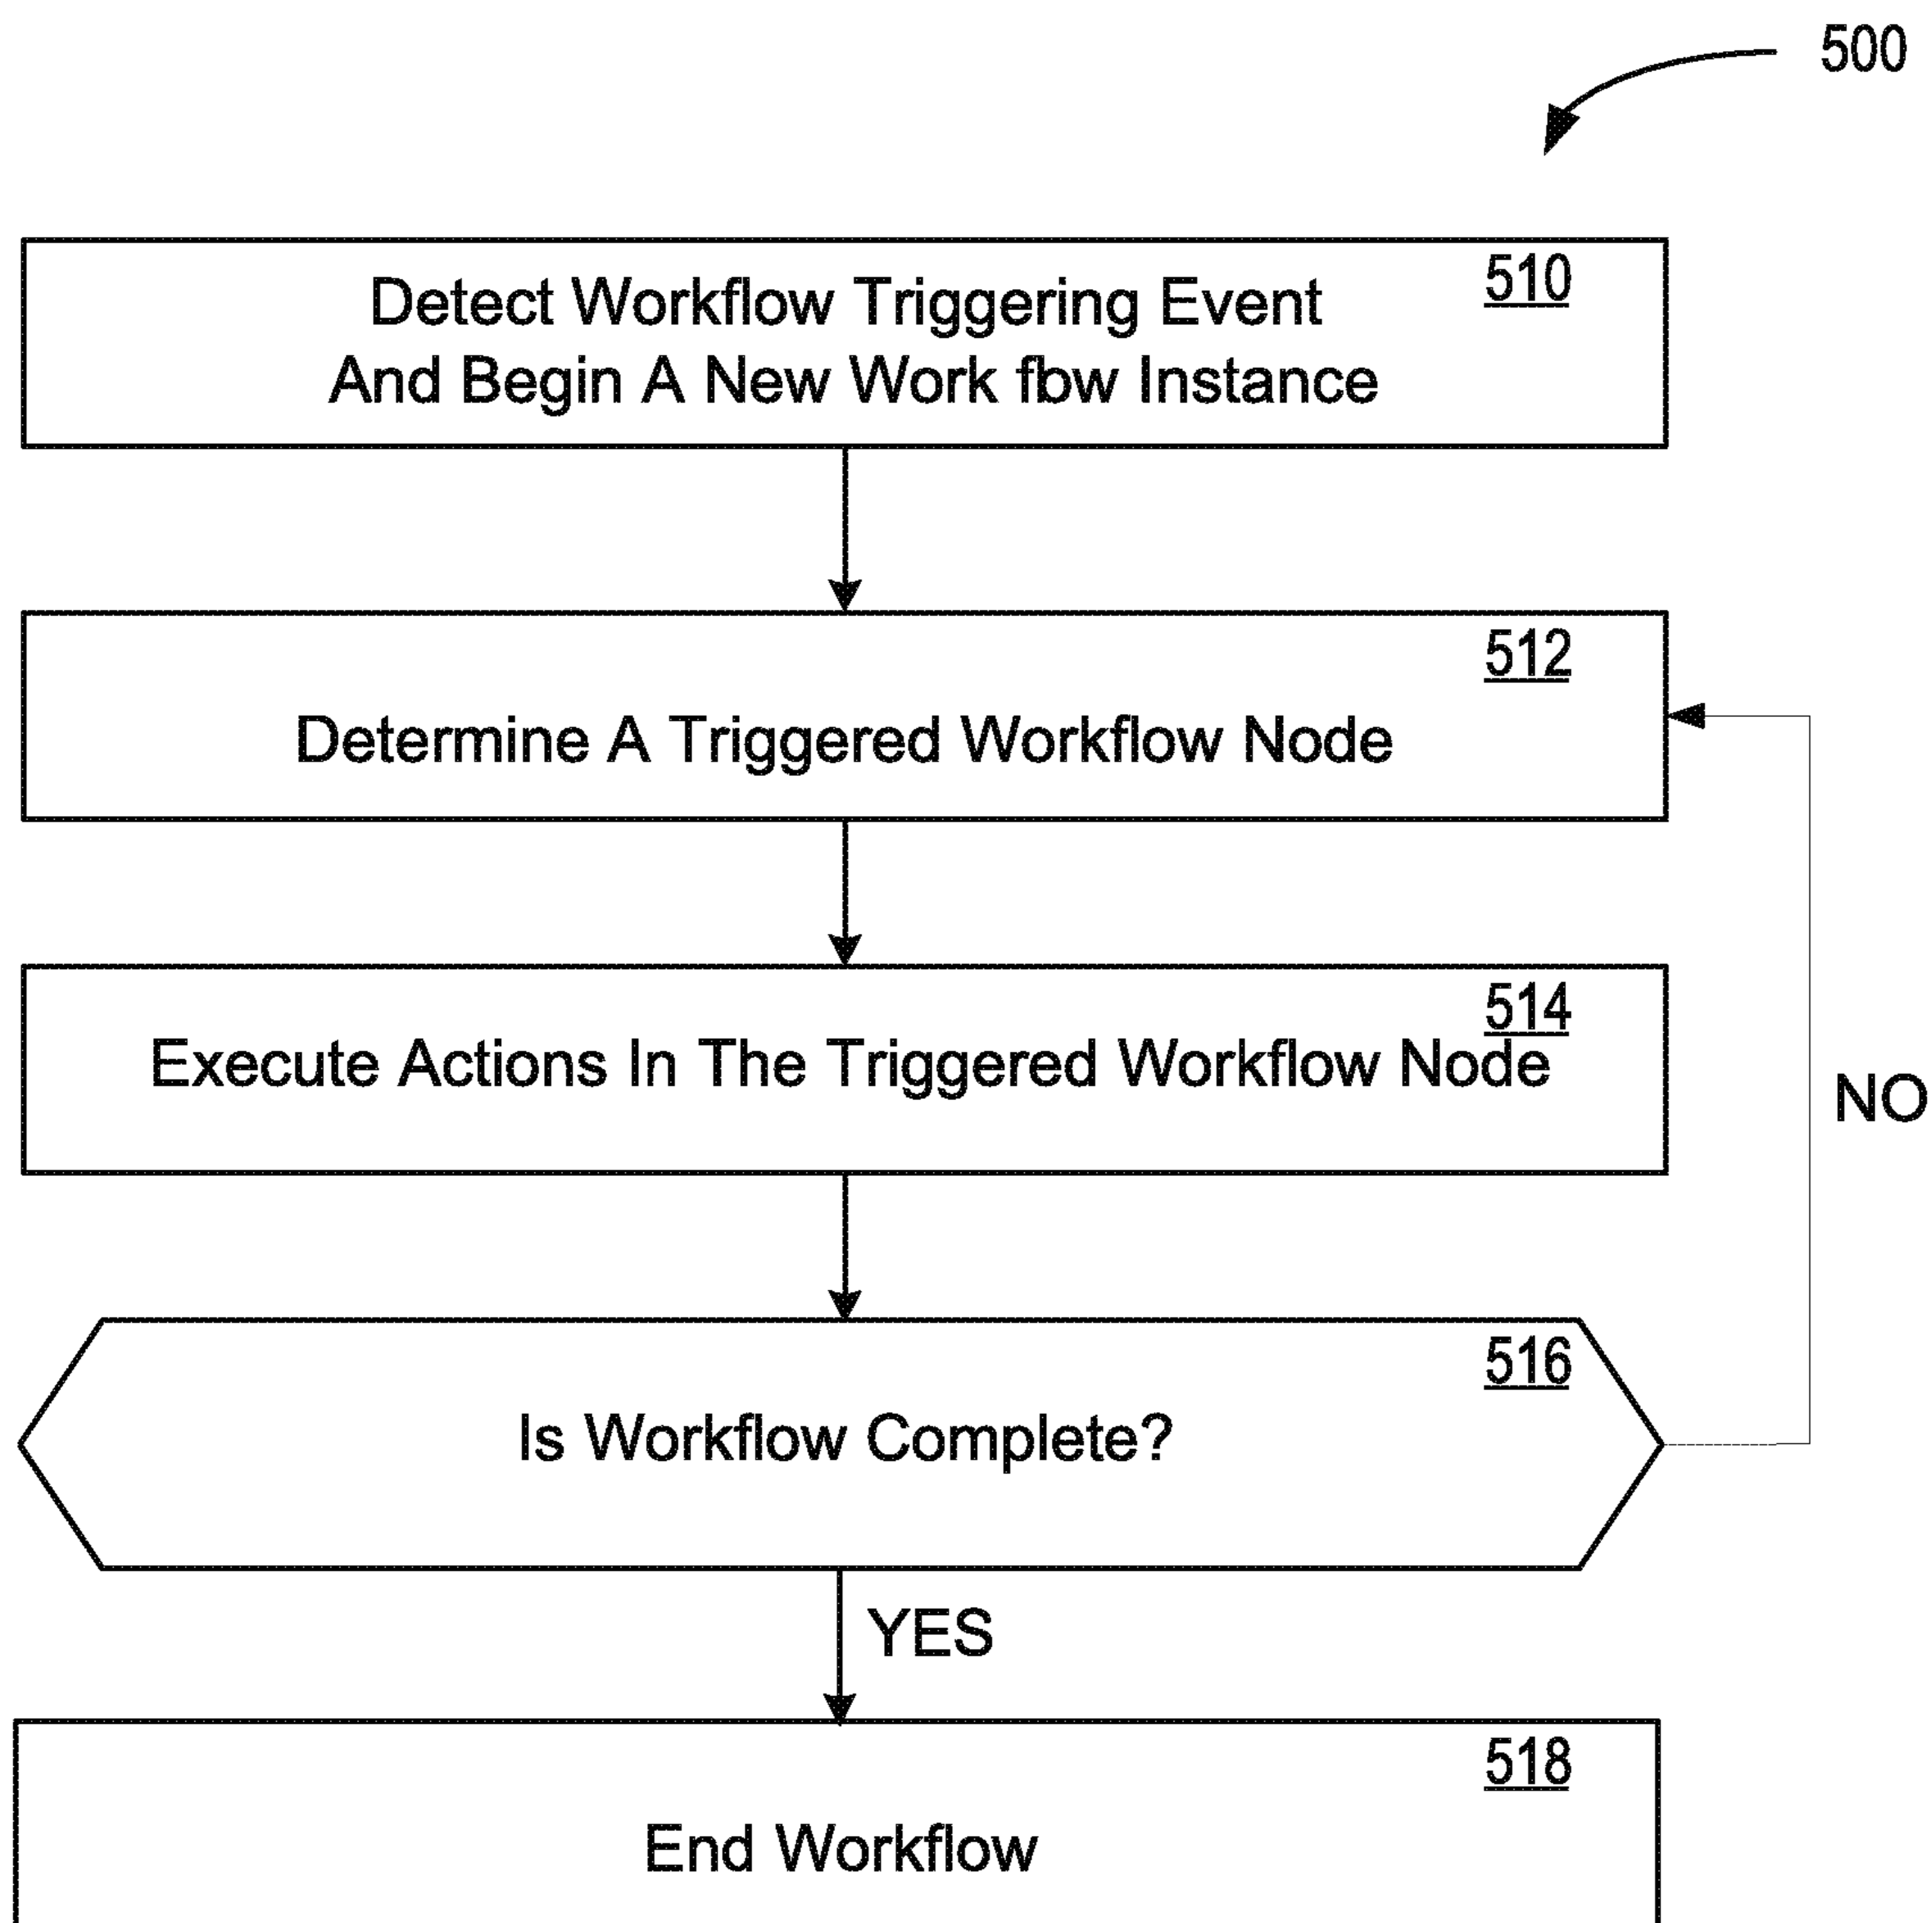 500
510
Detect Workflow Triggering Event
And Begin A New Work fbw Instance
512
Determine A Triggered Workflow Node
514
Execute Actions In The Triggered Workflow Node
NO
516
Is Workflow Complete?
YES
518
End Workflow